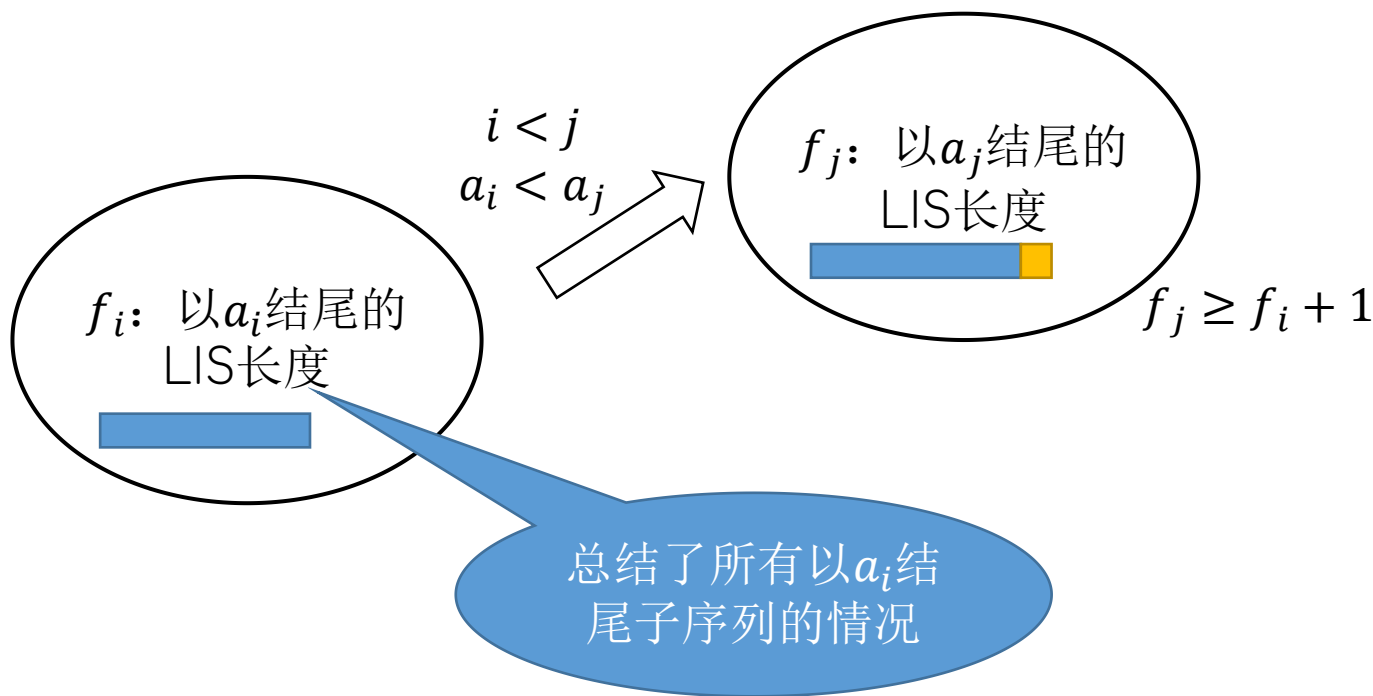 i < j
a_i < a_j
f_j：以a_j结尾的
LIS长度
f_j ≥ f_i + 1
f_i：以a_i结尾的
LIS长度
总结了所有以a_i结
尾子序列的情况